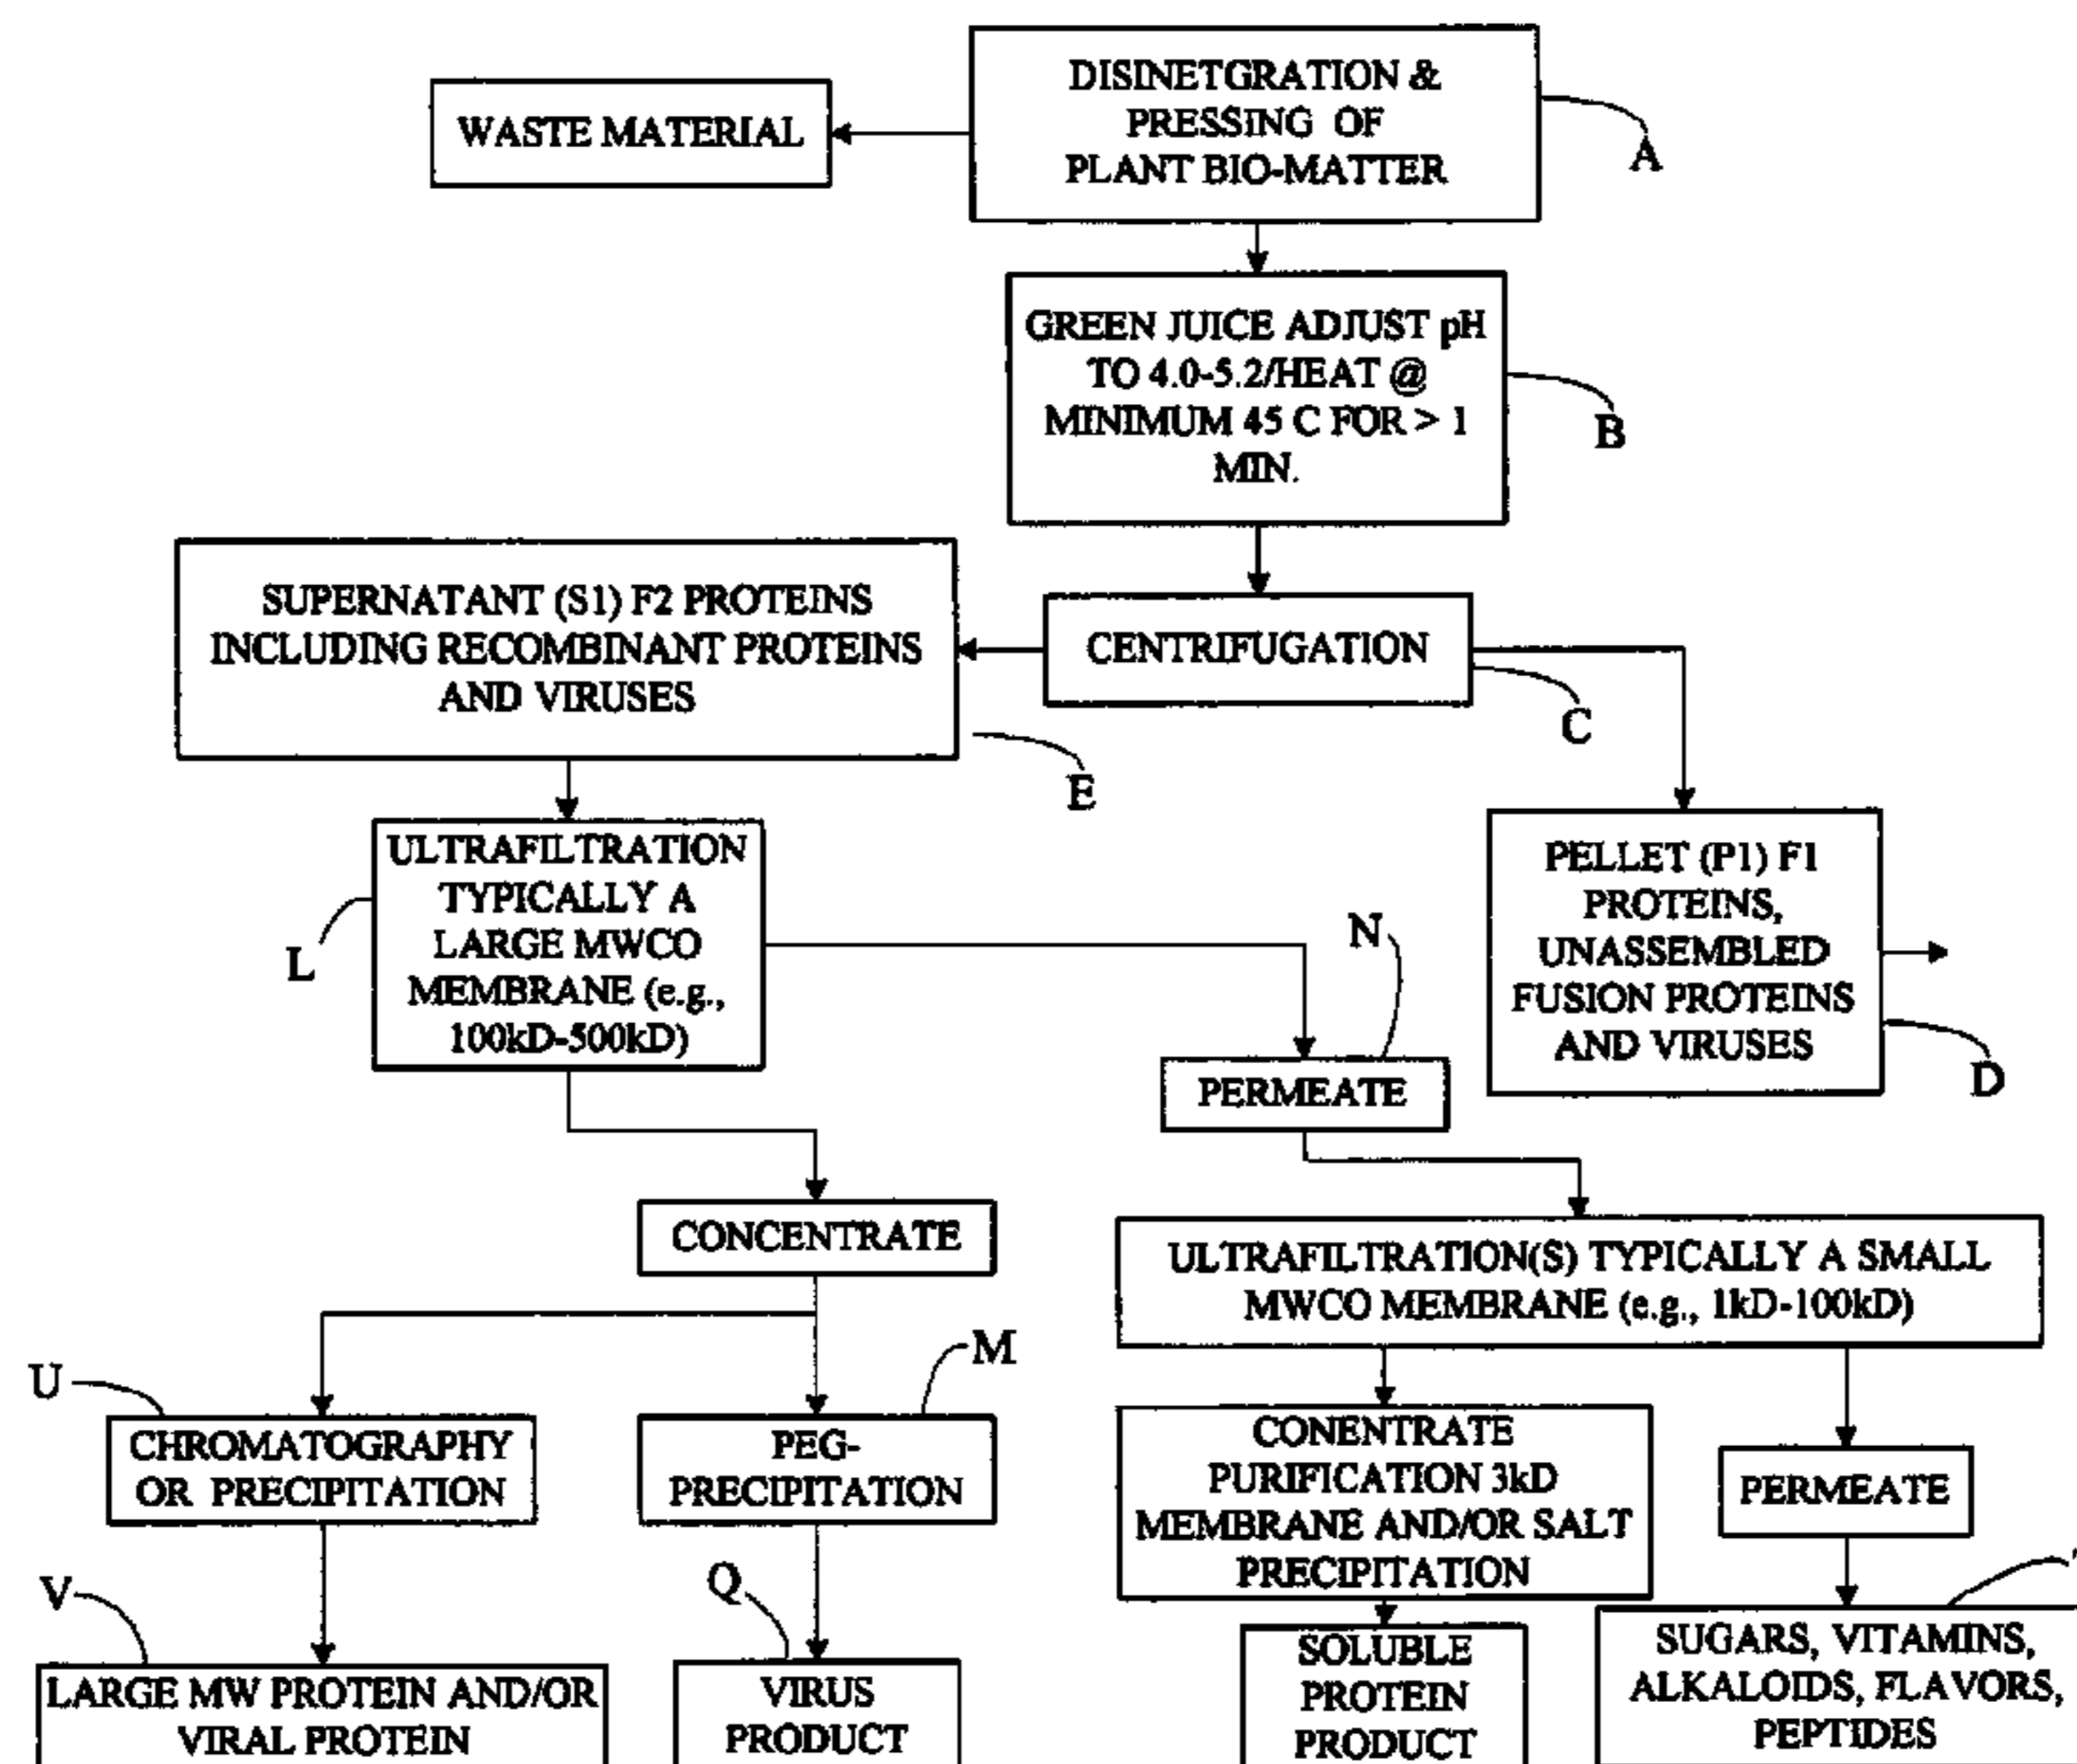 DISINETGRATION &
PRESSING OF
PLANT BIO-MATTER
A
WASTE MATERIAL
GREEN JUICE ADJUST pH
TO 4.0-5.2/HEAT @
MINIMUM 45 C FOR > 1
MIN.
B
SUPERNATANT (S1) F2 PROTEINS
INCLUDING RECOMBINANT PROTEINS
AND VIRUSES
E
CENTRIFUGATION
C
ULTRAFILTRATION
TYPICALLY A
LARGE MWCO
MEMBRANE (e.g.,
100kD-500kD)
L
PELLET (P1) F1
PROTEINS,
UNASSEMBLED
FUSION PROTEINS
AND VIRUSES
D
N
PERMEATE
CONCENTRATE
ULTRAFILTRATION(S) TYPICALLY A SMALL
MWCO MEMBRANE (e.g., 1kD-100kD)
U
M
CHROMATOGRAPHY
OR PRECIPITATION
PEG-
PRECIPITATION
CONENTRATE
PURIFICATION 3kD
MEMBRANE AND/OR SALT
PRECIPITATION
PERMEATE
V
Q
LARGE MW PROTEIN AND/OR
VIRAL PROTEIN
VIRUS
PRODUCT
SOLUBLE
PROTEIN
PRODUCT
SUGARS, VITAMINS,
ALKALOIDS, FLAVORS,
PEPTIDES